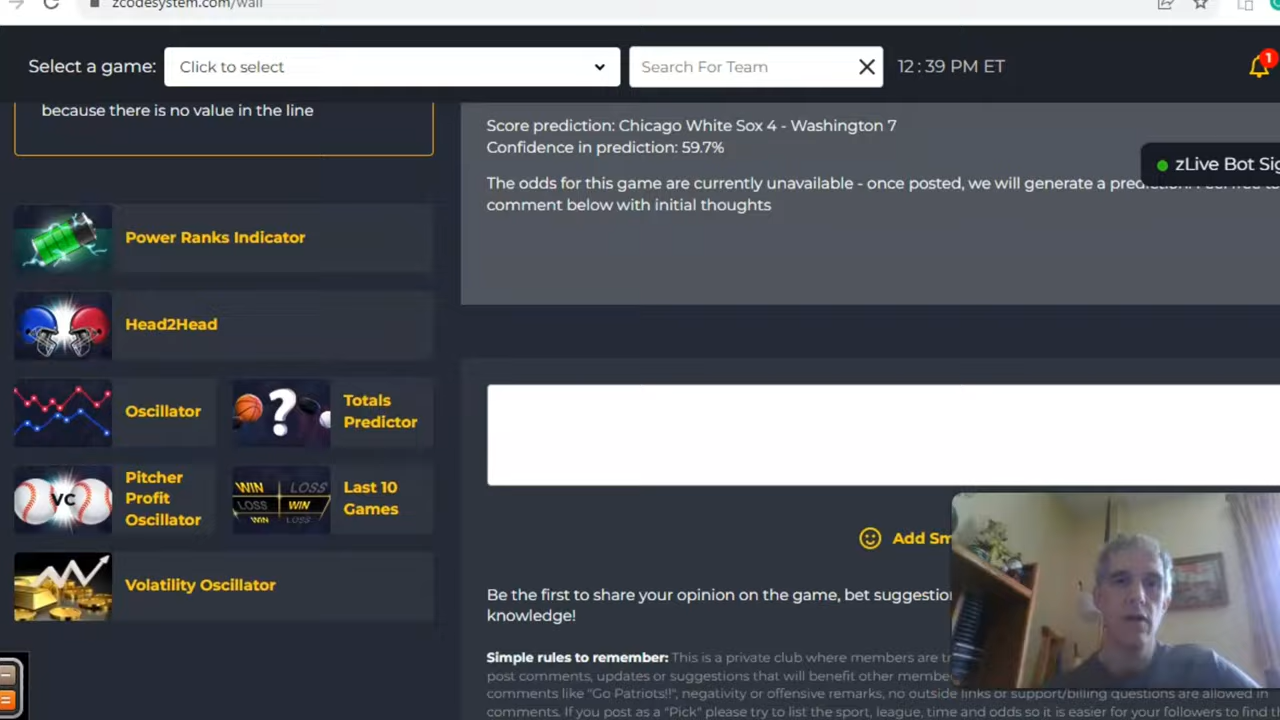 zcodesystem.com/wall
Select a game:
Click to select
Search For Team
12:39 PM ET
1
because there is no value in the line
Score prediction: Chicago White Sox 4 - Washington 7
Confidence in prediction: 59.7%
zLive Bot Sig
The odds for this game are currently unavailable - once posted, we will generate a
comment below with initial thoughts
Power Ranks Indicator
Head2Head
Oscillator
Totals
Predictor
Pitcher
Profit
Oscillator
VC
Last 10
Games
WIN LOSS
LOSS WIN
WIN LOSS
Volatility Oscillator
Add Sm
Be the first to share your opinion on the game, bet suggestio
knowledge!
Simple rules to remember: This is a private club where members are tr
post comments, updates or suggestions that will benefit other membe
comments like "Go Patriots!!", negativity or offensive remarks, no outside links or support/billing questions are allowed in
comments. If you post as a "Pick" please try to list the sport, league, time and odds so it is easier for your followers to find t